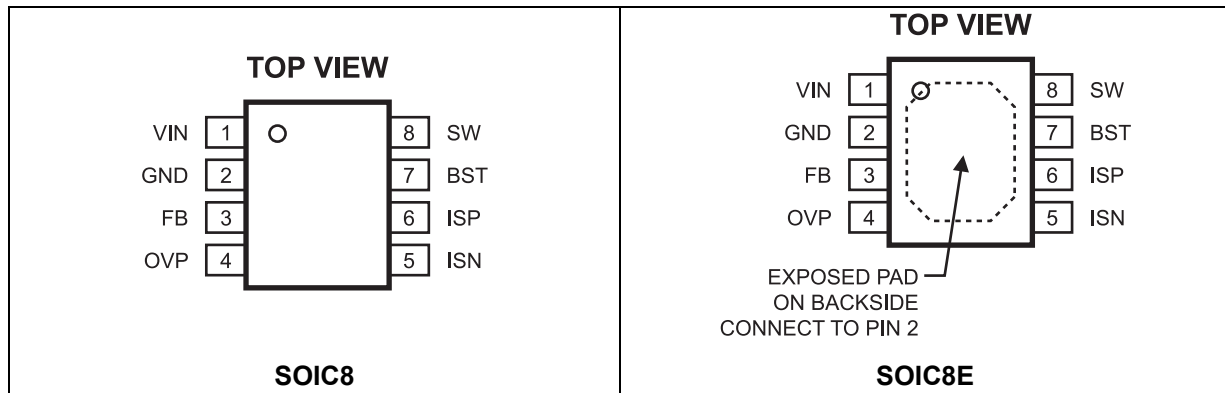 TOP VIEW
VIN 1 8 SW
GND 2 7 BST
FB 3 6 ISP
OVP 4 5 ISN
SOIC8
TOP VIEW
VIN 1 8 SW
GND 2 7 BST
FB 3 6 ISP
OVP 4 5 ISN
EXPOSED PAD
ON BACKSIDE
CONNECT TO PIN 2
SOIC8E